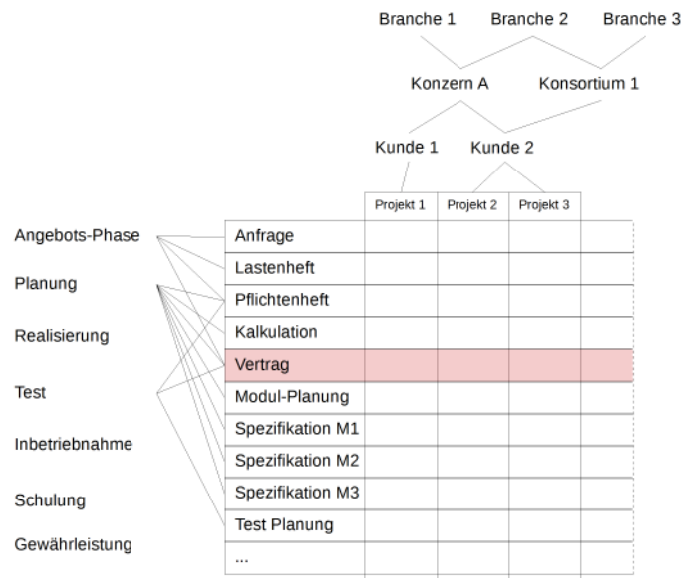 Branche 1 Branche 2 Branche 3
Konzern A Konsortium 1
Kunde 1 Kunde 2
Projekt 1 Projekt 2 Projekt 3
Angebots-Phase Anfrage
Lastenheft
Planung Pflichtenheft
Realisierung Kalkulation
Vertrag
Test Modul-Planung
Spezifikation M1
Inbetriebnahme Spezifikation M2
Schulung Spezifikation M3
Test Planung
Gewährleistung ...